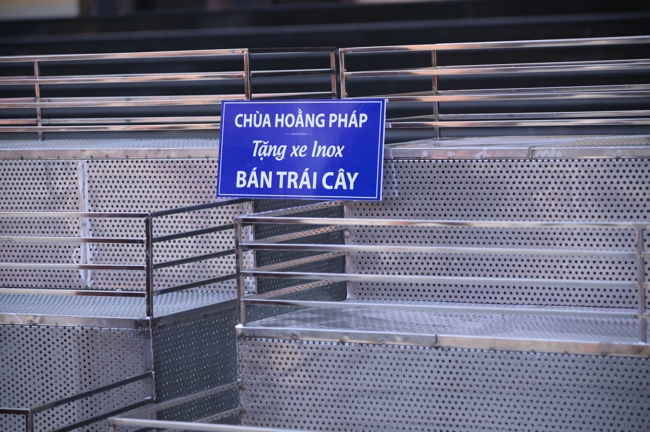 CHÙA HOẰNG PHÁP
Tặng xe Inox
BÁN TRÁI CÂY